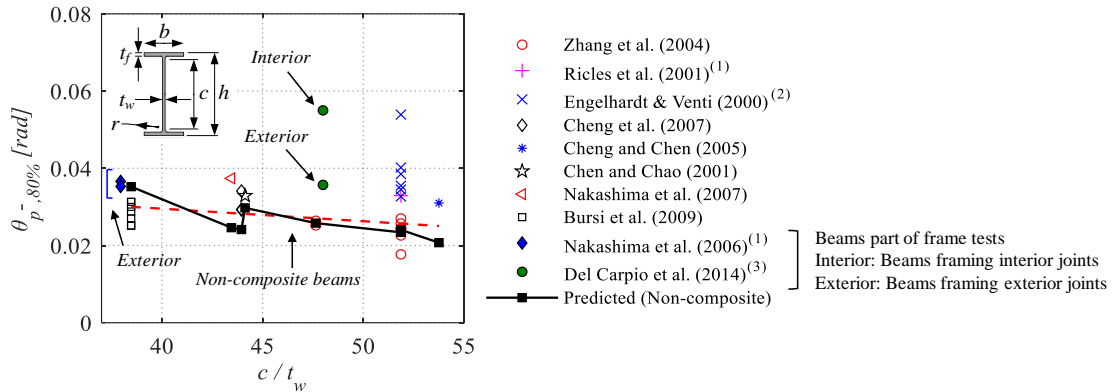 0.08
0.06
0.04
0.02
0
θp⁻,80% [rad]
40
45
50
55
c / tw
b
tf
tw
c
h
r
Interior
Exterior
Exterior
Non-composite beams
Zhang et al. (2004)
Ricles et al. (2001)(1)
Engelhardt & Venti (2000)(2)
Cheng et al. (2007)
Cheng and Chen (2005)
Chen and Chao (2001)
Nakashima et al. (2007)
Bursi et al. (2009)
Nakashima et al. (2006)(1)
Del Carpio et al. (2014)(3)
Predicted (Non-composite)
Beams part of frame tests
Interior: Beams framing interior joints
Exterior: Beams framing exterior joints